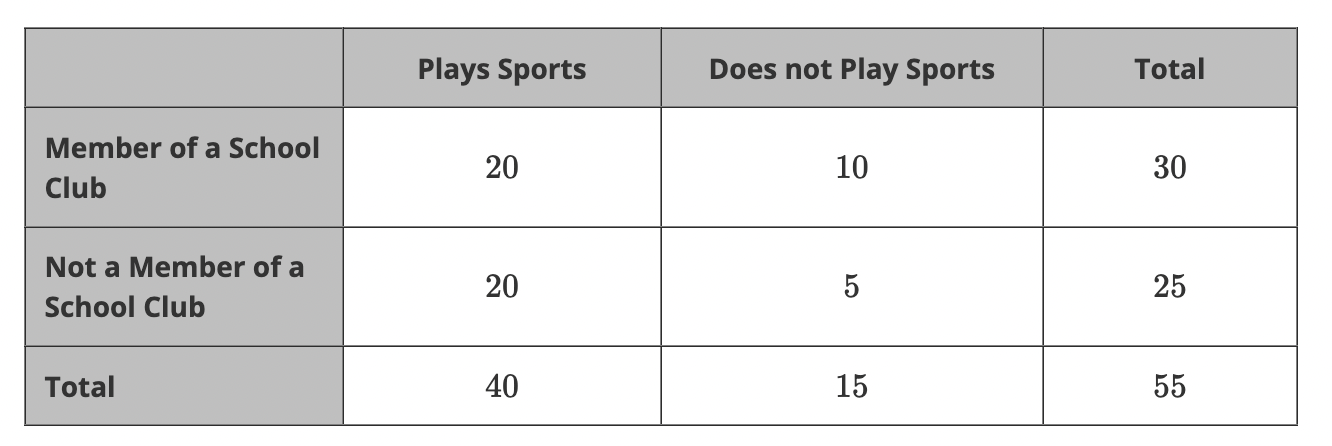 Plays Sports Does not Play Sports Total
Member of a School
Club
20 10 30
Not a Member of a
School Club
20 5 25
Total 40 15 55